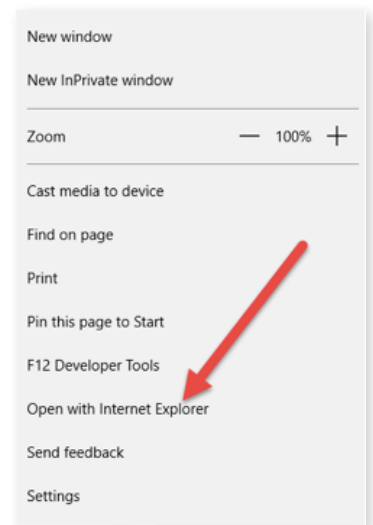 New window
New InPrivate window
Zoom — 100% +
Cast media to device
Find on page
Print
Pin this page to Start
F12 Developer Tools
Open with Internet Explorer
Send feedback
Settings